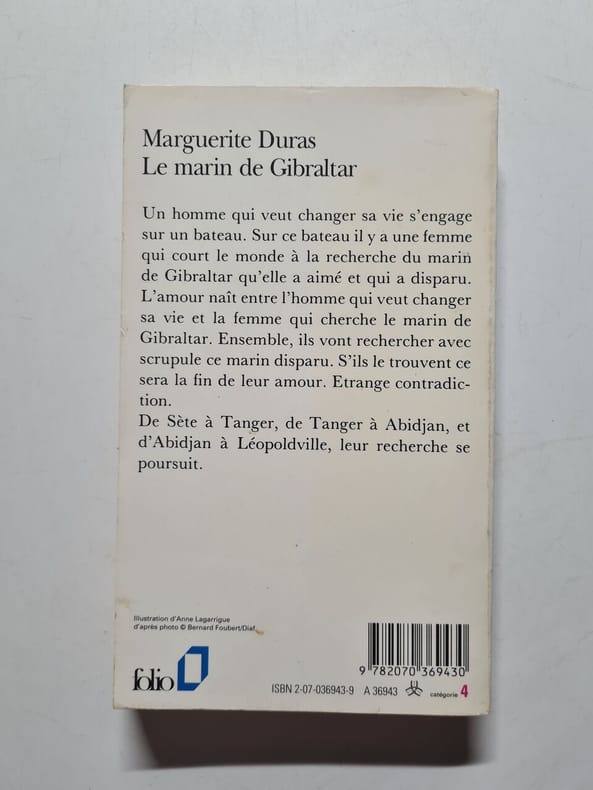 Marguerite Duras
Le marin de Gibraltar
Un homme qui veut changer sa vie s'engage
sur un bateau. Sur ce bateau il y a une femme
qui court le monde à la recherche du marin
de Gibraltar qu'elle a aimé et qui a disparu.
L'amour naît entre l'homme qui veut changer
sa vie et la femme qui cherche le marin de
Gibraltar. Ensemble, ils vont rechercher avec
scrupule ce marin disparu. S'ils le trouvent ce
sera la fin de leur amour. Etrange contradic-
tion.
De Sète à Tanger, de Tanger à Abidjan, et
d'Abidjan à Léopoldville, leur recherche se
poursuit.
Illustration d'Anne Lagarrigue
d'après photo © Bernard Foubert/Diaf.
folio
9 782070 369430
ISBN 2-07-036943-9 A 36943 catégorie 4